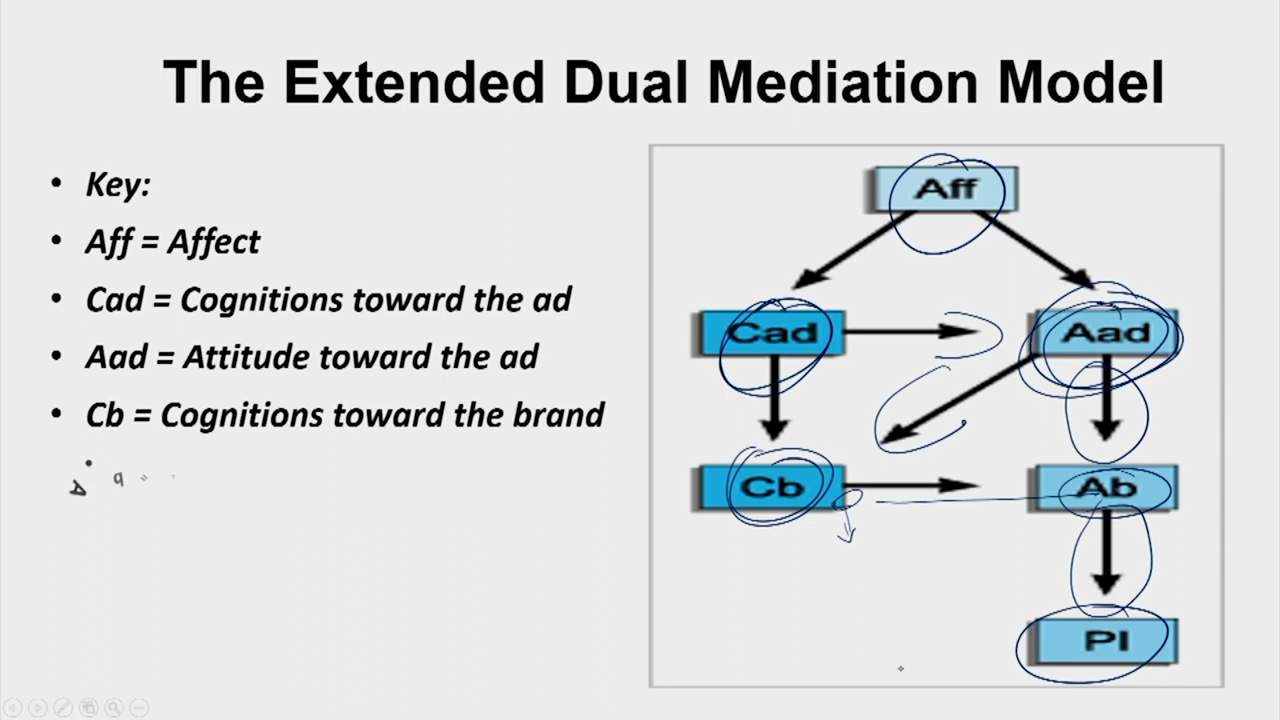 The Extended Dual Mediation Model
• Key:
• Aff = Affect
• Cad = Cognitions toward the ad
• Aad = Attitude toward the ad
• Cb = Cognitions toward the brand
Aff
Cad Aad
Cb Ab
PI